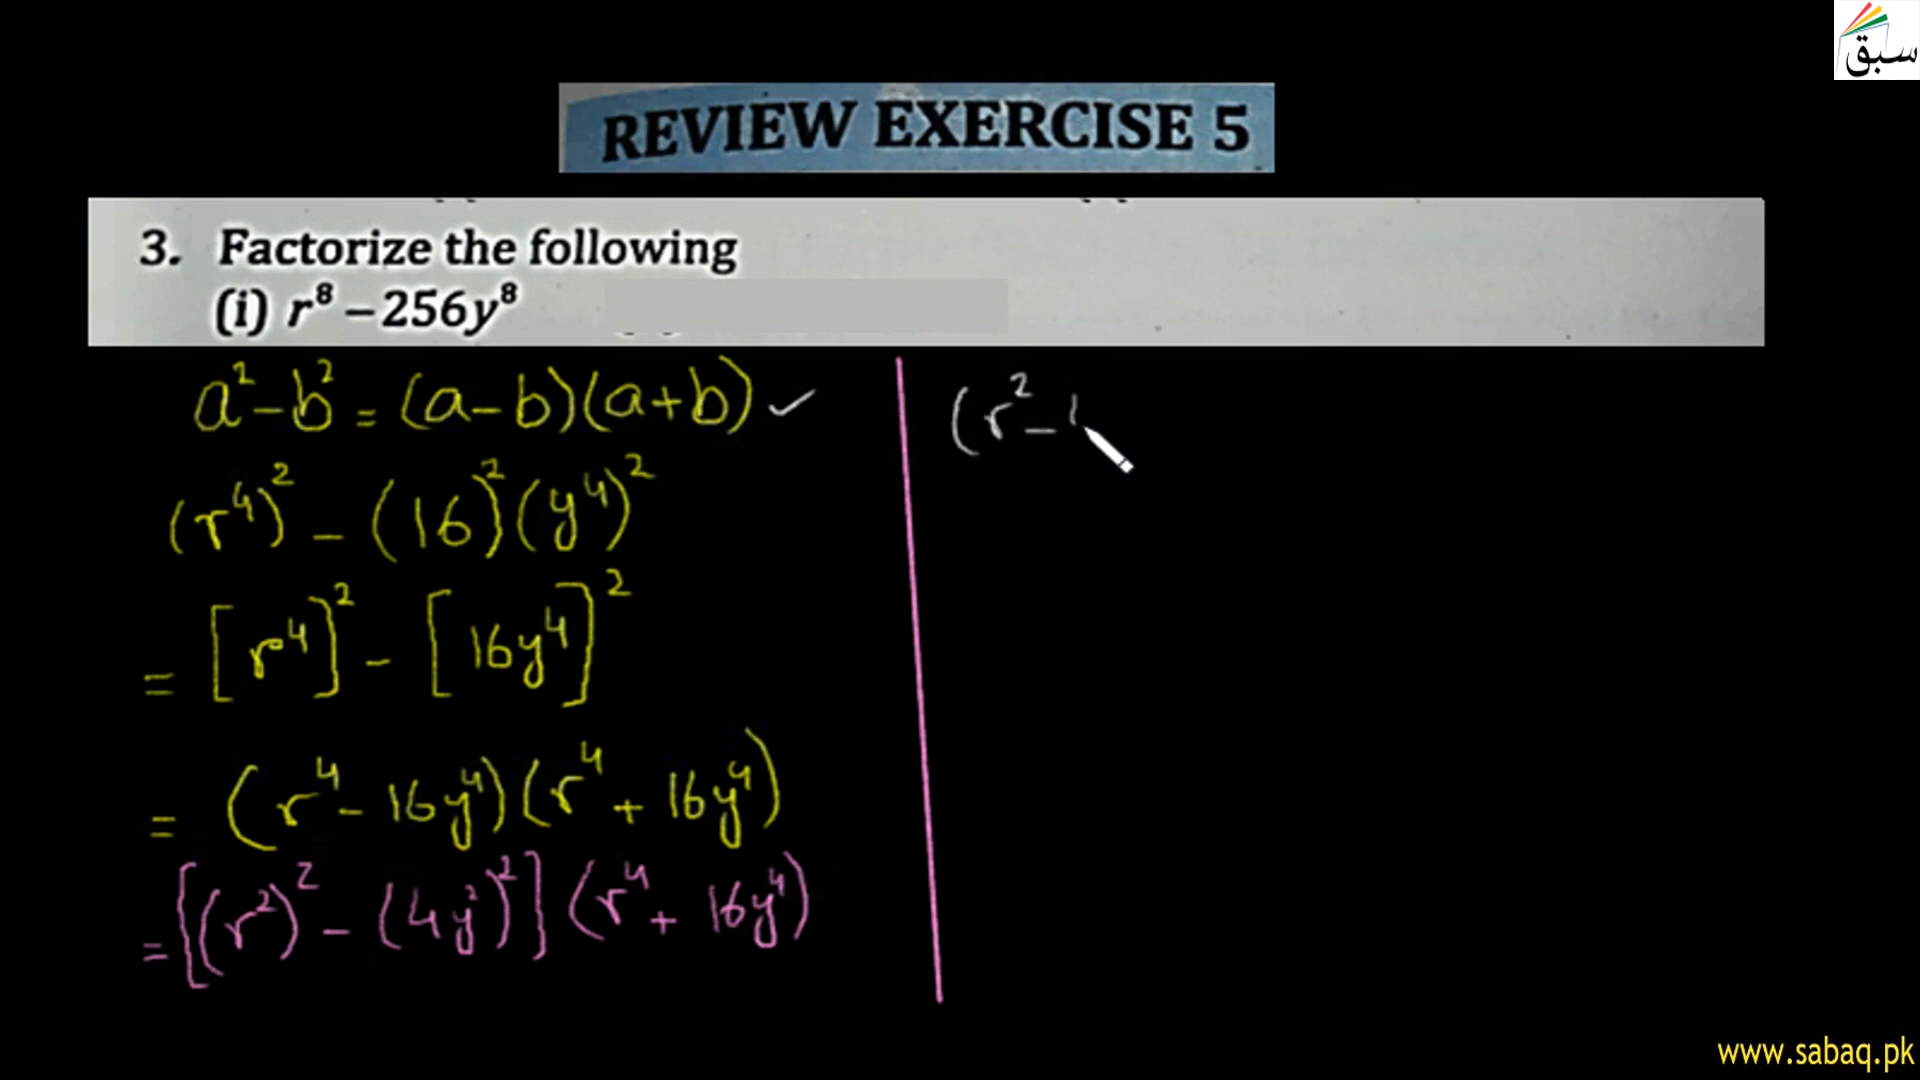 سبق
REVIEW EXERCISE 5
3. Factorize the following
(i) r⁸ – 256y⁸
a² – b² = (a – b)(a + b) ✓
(r⁴)² – (16)²(y⁴)²
= [r⁴]² – [16y⁴]²
= (r⁴ – 16y⁴)(r⁴ + 16y⁴)
= [(r²)² – (4y²)²](r⁴ + 16y⁴)
(r² –
www.sabaq.pk